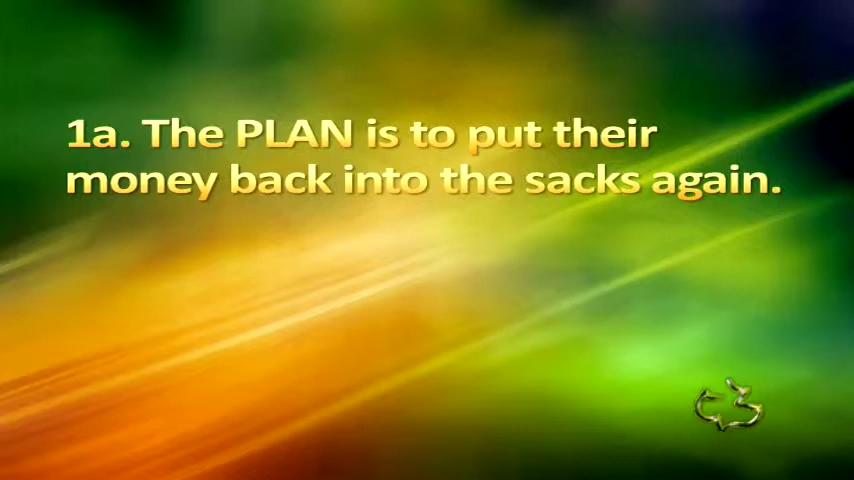 1a. The PLAN is to put their
money back into the sacks again.